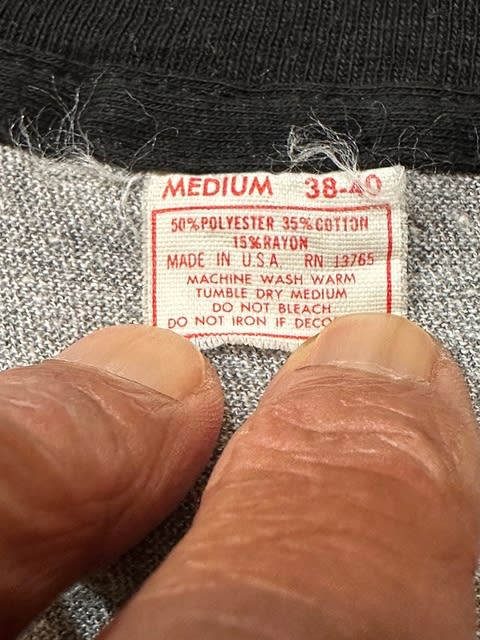 MEDIUM 38-40
50% POLYESTER 35% COTTON
15% RAYON
MADE IN U.S.A. RN 13765
MACHINE WASH WARM
TUMBLE DRY MEDIUM
DO NOT BLEACH
DO NOT IRON IF